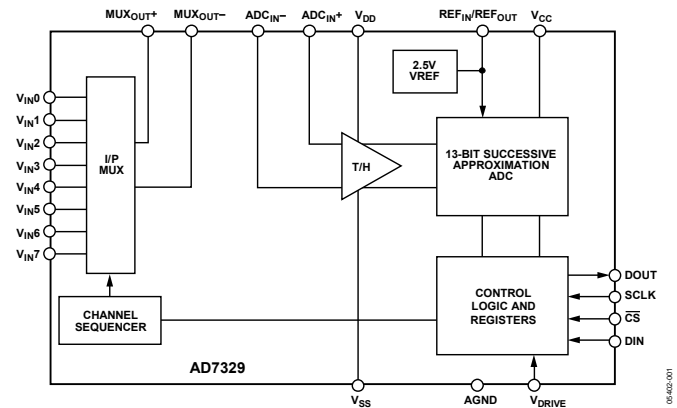 MUXOUT+ MUXOUT– ADCIN– ADCIN+ VDD REFIN/REFOUT VCC
2.5V
VREF
VIN0
VIN1
VIN2
VIN3
VIN4
VIN5
VIN6
VIN7
I/P
MUX
T/H
13-BIT SUCCESSIVE
APPROXIMATION
ADC
CHANNEL
SEQUENCER
CONTROL
LOGIC AND
REGISTERS
DOUT
SCLK
CS
DIN
AD7329
VSS AGND VDRIVE
05402-001